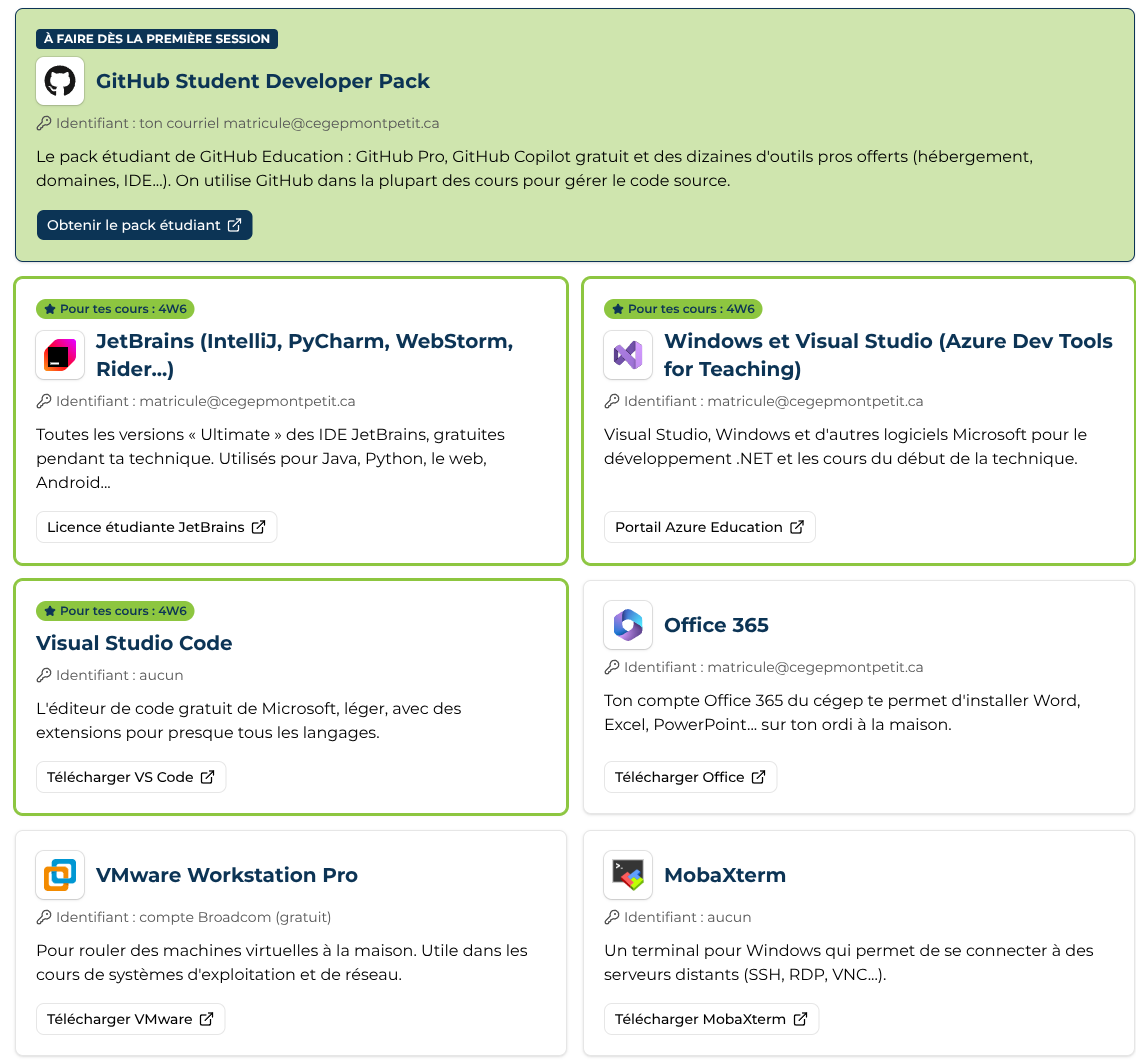 À FAIRE DÈS LA PREMIÈRE SESSION
GitHub Student Developer Pack
Identifiant : ton courriel matricule@cegepmontpetit.ca
Le pack étudiant de GitHub Education : GitHub Pro, GitHub Copilot gratuit et des dizaines d'outils pros offerts (hébergement,
domaines, IDE…). On utilise GitHub dans la plupart des cours pour gérer le code source.
Obtenir le pack étudiant
Pour tes cours : 4W6
JetBrains (IntelliJ, PyCharm, WebStorm,
Rider…)
Identifiant : matricule@cegepmontpetit.ca
Toutes les versions « Ultimate » des IDE JetBrains, gratuites
pendant ta technique. Utilisés pour Java, Python, le web,
Android…
Licence étudiante JetBrains
Pour tes cours : 4W6
Windows et Visual Studio (Azure Dev Tools
for Teaching)
Identifiant : matricule@cegepmontpetit.ca
Visual Studio, Windows et d'autres logiciels Microsoft pour le
développement .NET et les cours du début de la technique.
Portail Azure Education
Pour tes cours : 4W6
Visual Studio Code
Identifiant : aucun
L'éditeur de code gratuit de Microsoft, léger, avec des
extensions pour presque tous les langages.
Télécharger VS Code
Office 365
Identifiant : matricule@cegepmontpetit.ca
Ton compte Office 365 du cégep te permet d'installer Word,
Excel, PowerPoint… sur ton ordi à la maison.
Télécharger Office
VMware Workstation Pro
Identifiant : compte Broadcom (gratuit)
Pour rouler des machines virtuelles à la maison. Utile dans les
cours de systèmes d'exploitation et de réseau.
Télécharger VMware
MobaXterm
Identifiant : aucun
Un terminal pour Windows qui permet de se connecter à des
serveurs distants (SSH, RDP, VNC…).
Télécharger MobaXterm